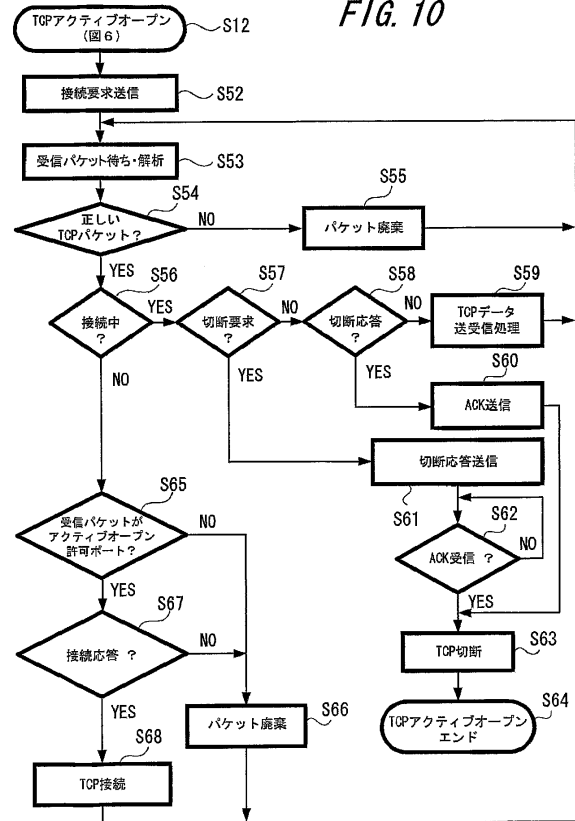 FIG. 10
TCPアクティブオープン
(図6)
S12
接続要求送信
S52
受信パケット待ち・解析
S53
正しい
TCPパケット?
S54
NO
パケット廃棄
S55
YES
接続中
?
S56
YES
切断要求
?
S57
NO
切断応答
?
S58
NO
TCPデータ
送受信処理
S59
NO
YES
YES
ACK送信
S60
切断応答送信
S61
受信パケットが
アクティブオープン
許可ポート?
S65
NO
ACK受信 ?
S62
NO
YES
YES
接続応答 ?
S67
NO
TCP切断
S63
YES
パケット廃棄
S66
TCPアクティブオープン
エンド
S64
TCP接続
S68